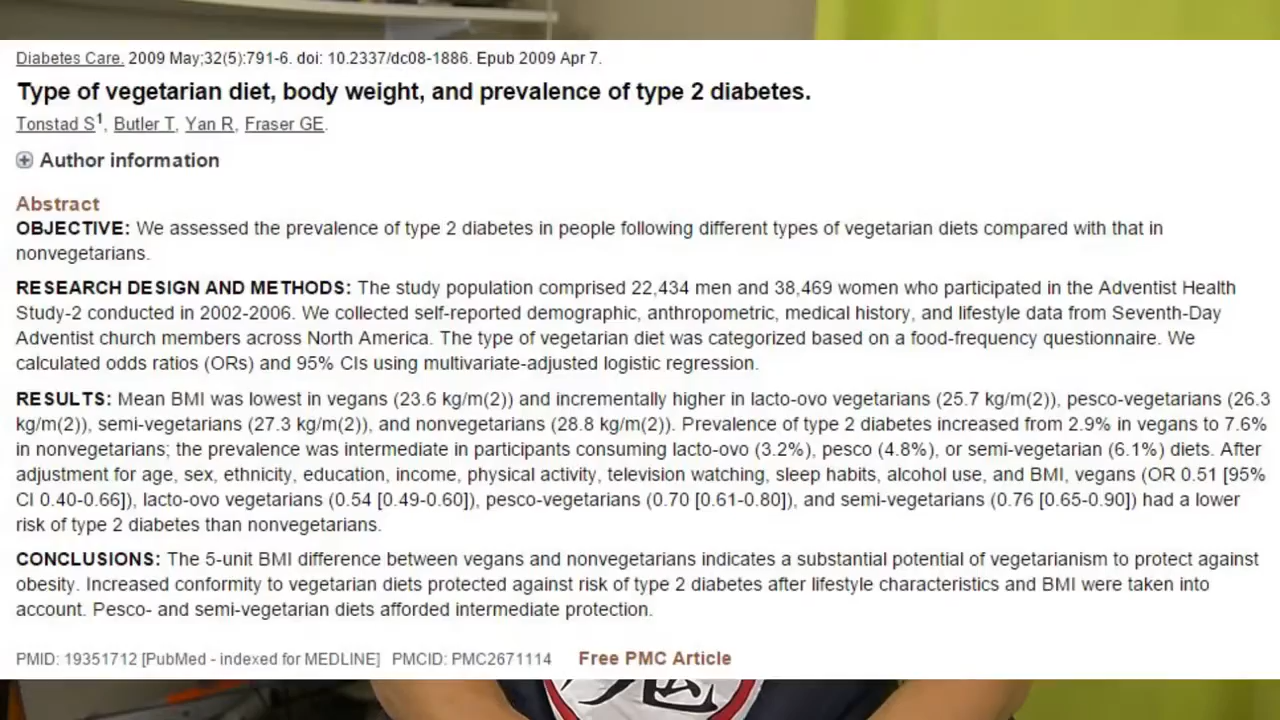 Diabetes Care. 2009 May;32(5):791-6. doi: 10.2337/dc08-1886. Epub 2009 Apr 7.
Type of vegetarian diet, body weight, and prevalence of type 2 diabetes.
Tonstad S1, Butler T, Yan R, Fraser GE.
Author information
Abstract
OBJECTIVE: We assessed the prevalence of type 2 diabetes in people following different types of vegetarian diets compared with that in
nonvegetarians.
RESEARCH DESIGN AND METHODS: The study population comprised 22,434 men and 38,469 women who participated in the Adventist Health
Study-2 conducted in 2002-2006. We collected self-reported demographic, anthropometric, medical history, and lifestyle data from Seventh-Day
Adventist church members across North America. The type of vegetarian diet was categorized based on a food-frequency questionnaire. We
calculated odds ratios (ORs) and 95% CIs using multivariate-adjusted logistic regression.
RESULTS: Mean BMI was lowest in vegans (23.6 kg/m(2)) and incrementally higher in lacto-ovo vegetarians (25.7 kg/m(2)), pesco-vegetarians (26.3
kg/m(2)), semi-vegetarians (27.3 kg/m(2)), and nonvegetarians (28.8 kg/m(2)). Prevalence of type 2 diabetes increased from 2.9% in vegans to 7.6%
in nonvegetarians; the prevalence was intermediate in participants consuming lacto-ovo (3.2%), pesco (4.8%), or semi-vegetarian (6.1%) diets. After
adjustment for age, sex, ethnicity, education, income, physical activity, television watching, sleep habits, alcohol use, and BMI, vegans (OR 0.51 [95%
CI 0.40-0.66]), lacto-ovo vegetarians (0.54 [0.49-0.60]), pesco-vegetarians (0.70 [0.61-0.80]), and semi-vegetarians (0.76 [0.65-0.90]) had a lower
risk of type 2 diabetes than nonvegetarians.
CONCLUSIONS: The 5-unit BMI difference between vegans and nonvegetarians indicates a substantial potential of vegetarianism to protect against
obesity. Increased conformity to vegetarian diets protected against risk of type 2 diabetes after lifestyle characteristics and BMI were taken into
account. Pesco- and semi-vegetarian diets afforded intermediate protection.
PMID: 19351712 [PubMed - indexed for MEDLINE] PMCID: PMC2671114 Free PMC Article